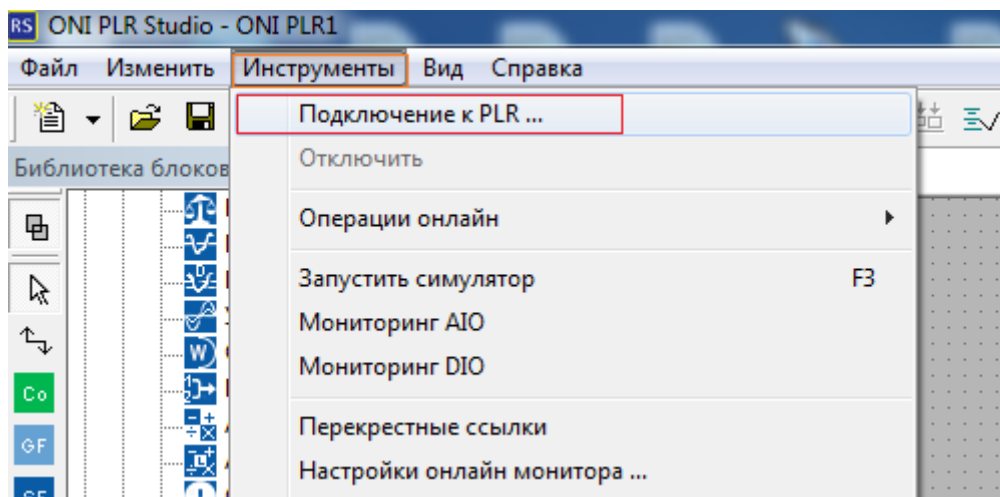 RS ONI PLR Studio - ONI PLR1
Файл Изменить Инструменты Вид Справка
Подключение к PLR ...
Библиотека блоков
Отключить
Операции онлайн
Запустить симулятор F3
Мониторинг AIO
Мониторинг DIO
Co
Перекрестные ссылки
GF
Настройки онлайн монитора ...